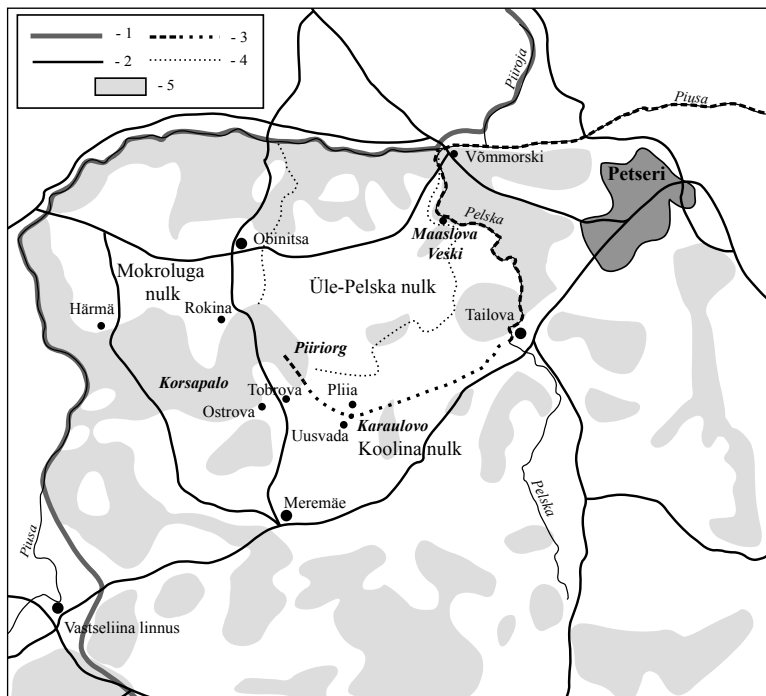 - 1
- 3
- 2
- 4
- 5
Piiroja
Piusa
Võmmorski
Petseri
Pelska
Maaslova
Veski
Obinitsa
Mokroluga
nulk
Üle-Pelska nulk
Härmä
Rokina
Tailova
Piiriorg
Korsapalo
Tobrova
Pliia
Ostrova
Uusvada
Karaulovo
Koolina nulk
Pelska
Meremäe
Piusa
Vastseliina linnus